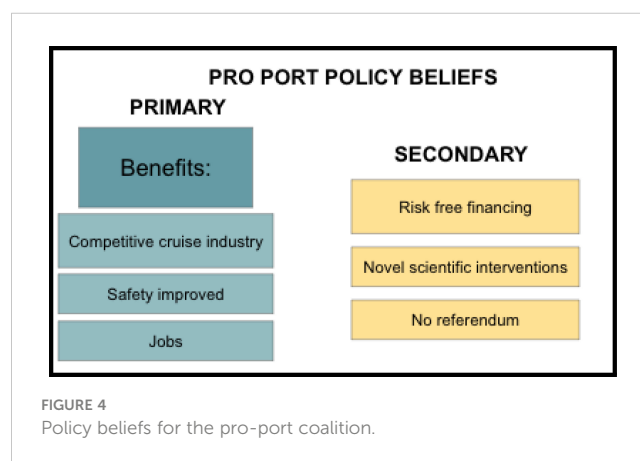 PRO PORT POLICY BELIEFS
PRIMARY
Benefits:
Competitive cruise industry
Safety improved
Jobs
SECONDARY
Risk free financing
Novel scientific interventions
No referendum
FIGURE 4
Policy beliefs for the pro-port coalition.